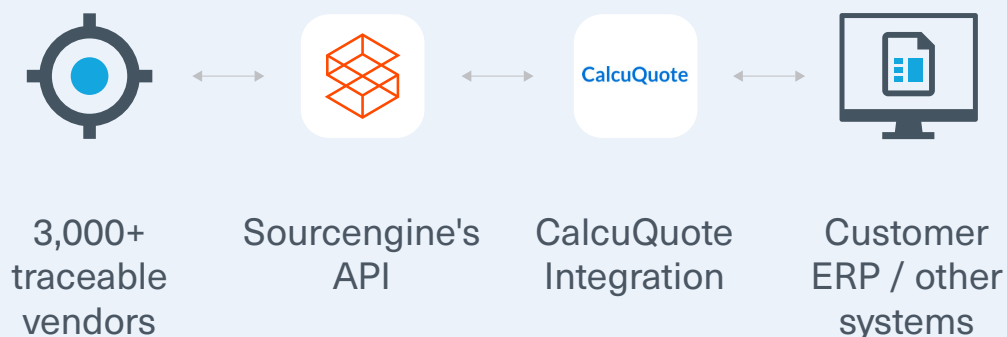 CalcuQuote
3,000+
traceable
vendors
Sourcengine's
API
CalcuQuote
Integration
Customer
ERP / other
systems